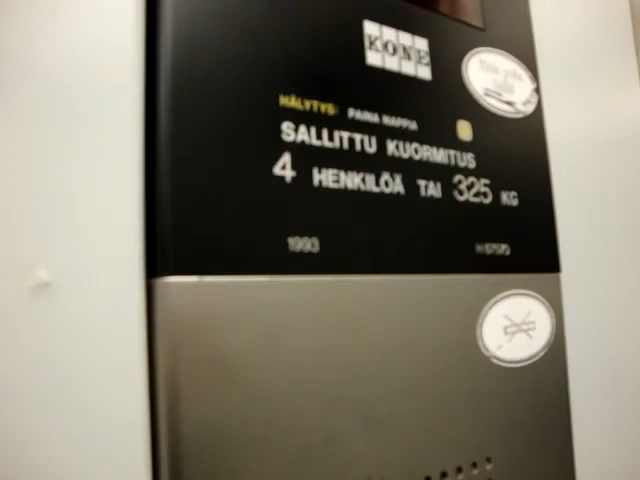 KONE
HÄLYTYS: PAINA NAPPIA
SALLITTU KUORMITUS
4 HENKILÖÄ TAI 325 KG
1993